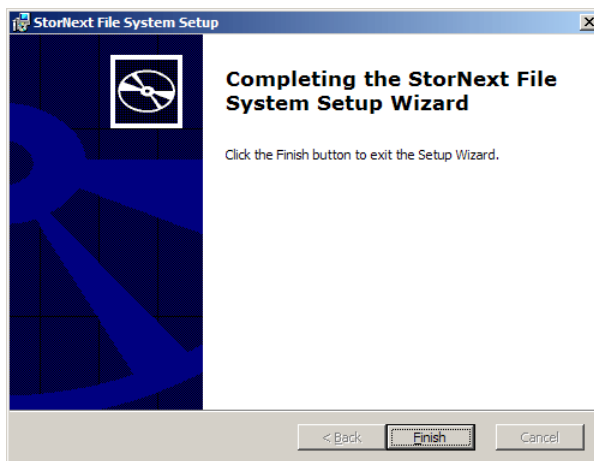 StorNext File System Setup
Completing the StorNext File
System Setup Wizard
Click the Finish button to exit the Setup Wizard.
< Back Finish Cancel